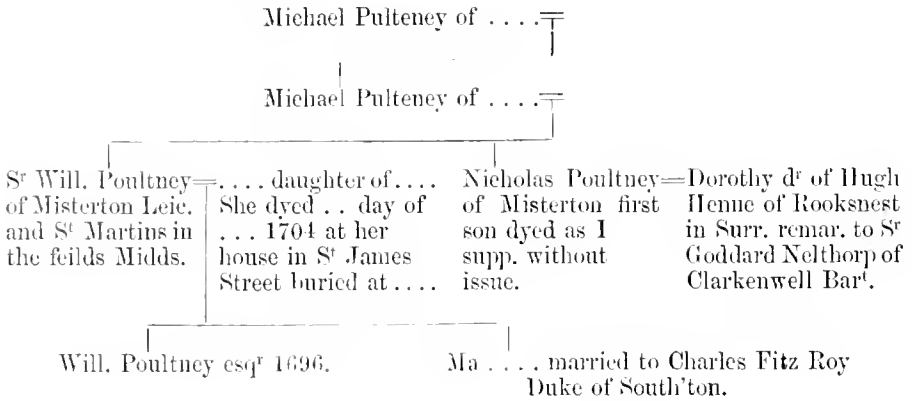 Michael Pulteney of . . . .
Michael Pulteney of . . . .
Sr Will. Poultney=
of Misterton Leic.
and St Martins in
the feilds Midds.
. . . . daughter of . . . .
She dyed . . day of
. . . 1704 at her
house in St James
Street buried at . . . .
Nicholas Poultney=
of Misterton first
son dyed as I
supp. without
issue.
Dorothy dr of Hugh
Henne of Rooksnest
in Surr. remar. to Sr
Goddard Nelthorp of
Clarkenwell Bart.
Will. Poultney esqr 1696.
Ma . . . . married to Charles Fitz Roy
Duke of South'ton.